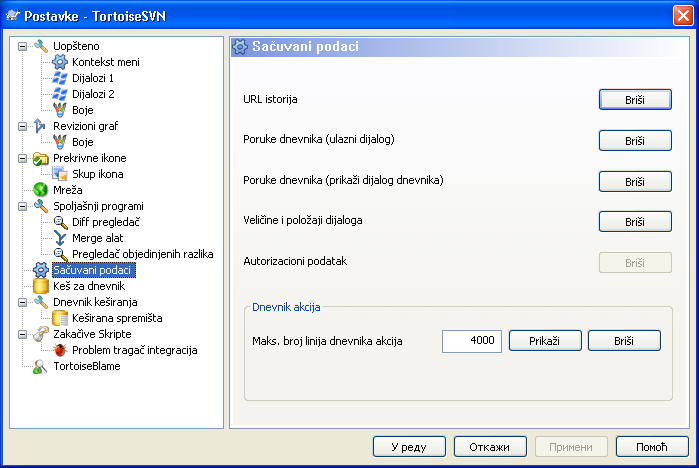 Postavke - TortoiseSVN
Uopšteno
Kontekst meni
Dijalozi 1
Dijalozi 2
Boje
Revizioni graf
Boje
Prekrivne ikone
Skup ikona
Mreža
Spoljašnji programi
Diff pregledač
Merge alat
Pregledač objedinjenih razlika
Sačuvani podaci
Keš za dnevnik
Dnevnik keširanja
Keširana spremišta
Zakačive Skripte
Problem tragač integracija
TortoiseBlame
Sačuvani podaci
URL istorija Briši
Poruke dnevnika (ulazni dijalog) Briši
Poruke dnevnika (prikaži dijalog dnevnika) Briši
Veličine i položaji dijaloga Briši
Autorizacioni podatak Briši
Dnevnik akcija
Maks. broj linija dnevnika akcija 4000 Prikaži Briši
У реду Откажи Примени Помоћ